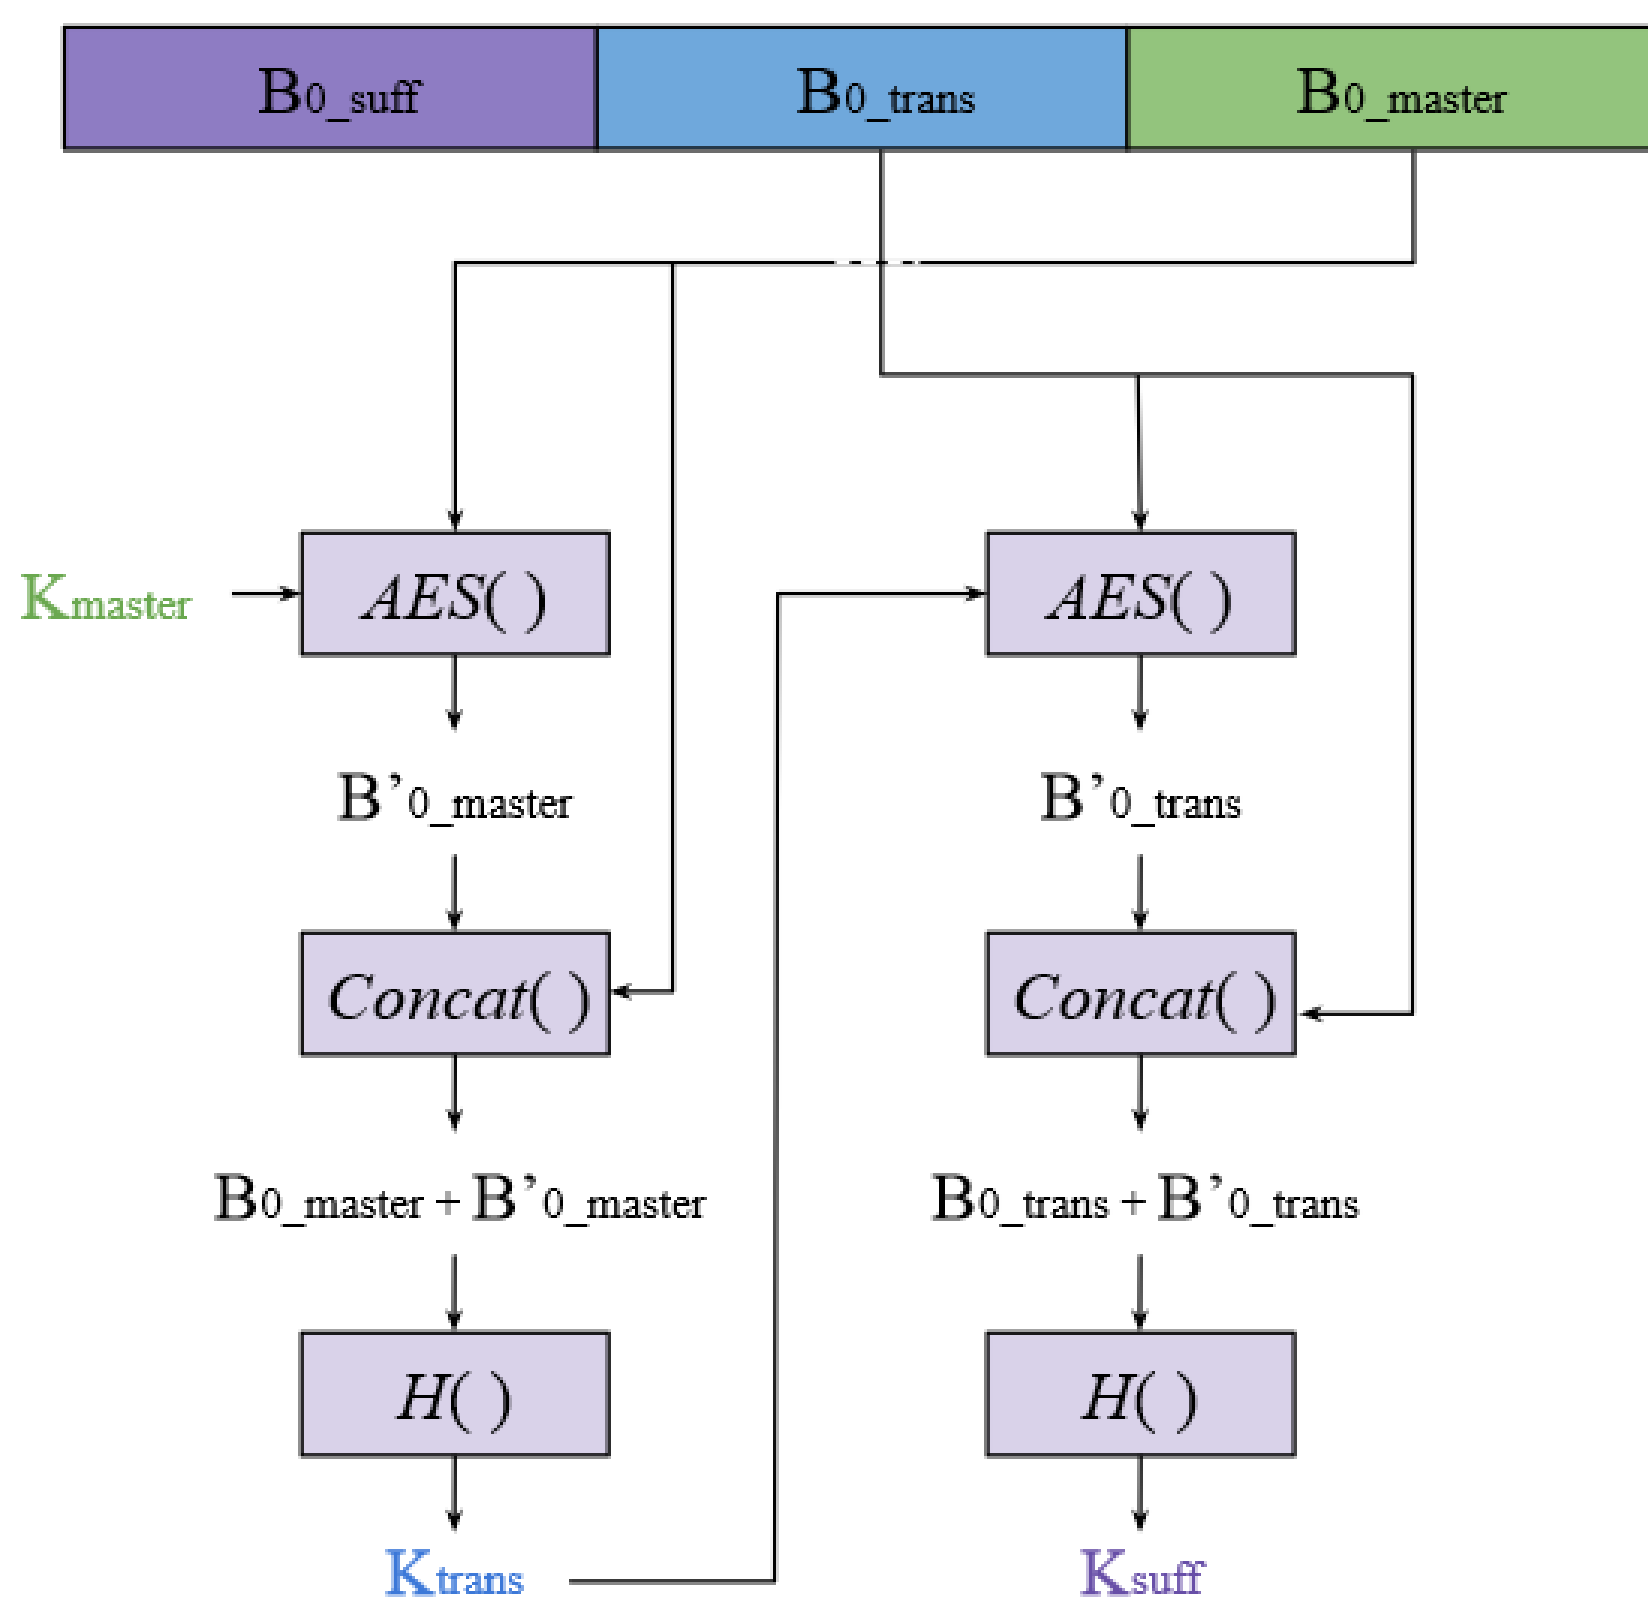 B0_suff B0_trans B0_master
Kmaster AES( ) AES( )
B’0_master B’0_trans
Concat( ) Concat( )
B0_master + B’0_master B0_trans + B’0_trans
H( ) H( )
Ktrans Ksuff